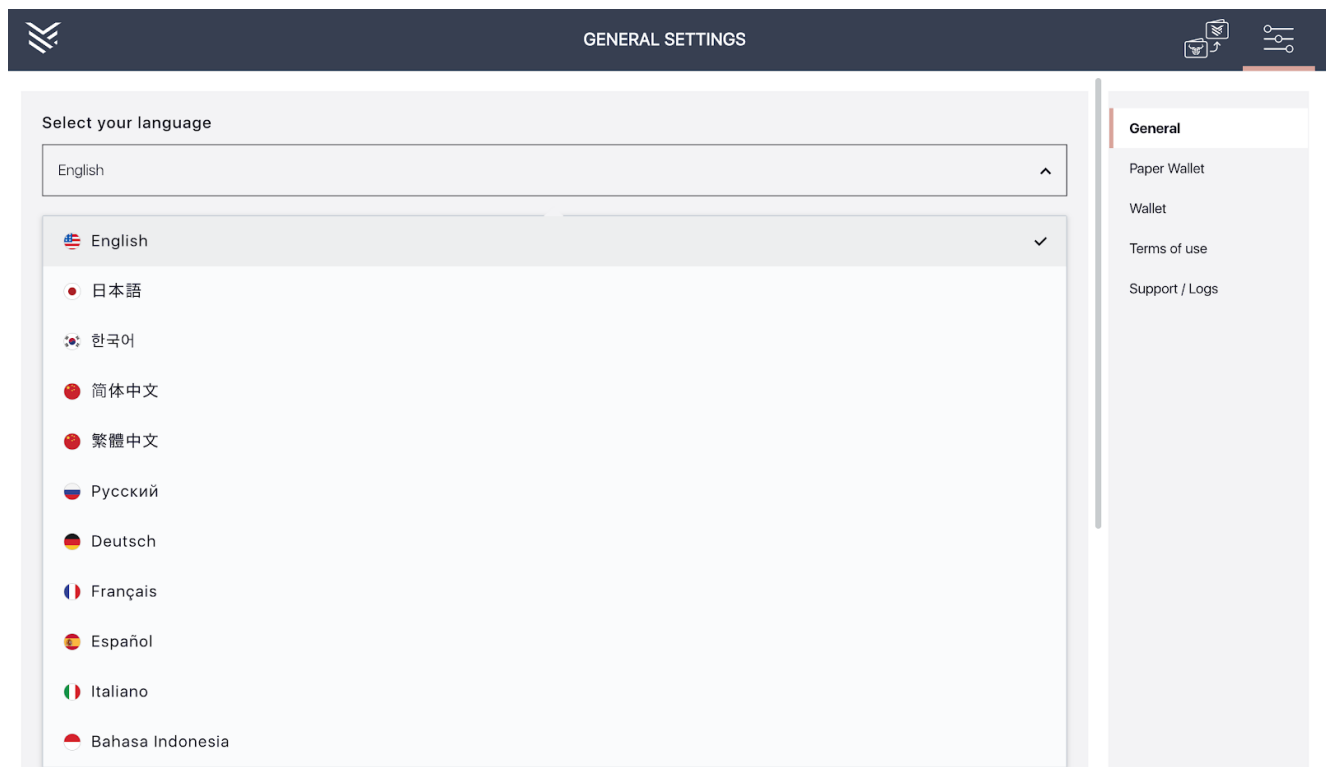 GENERAL SETTINGS
Select your language
English
English
日本語
한국어
简体中文
繁體中文
Русский
Deutsch
Français
Español
Italiano
Bahasa Indonesia
General
Paper Wallet
Wallet
Terms of use
Support / Logs